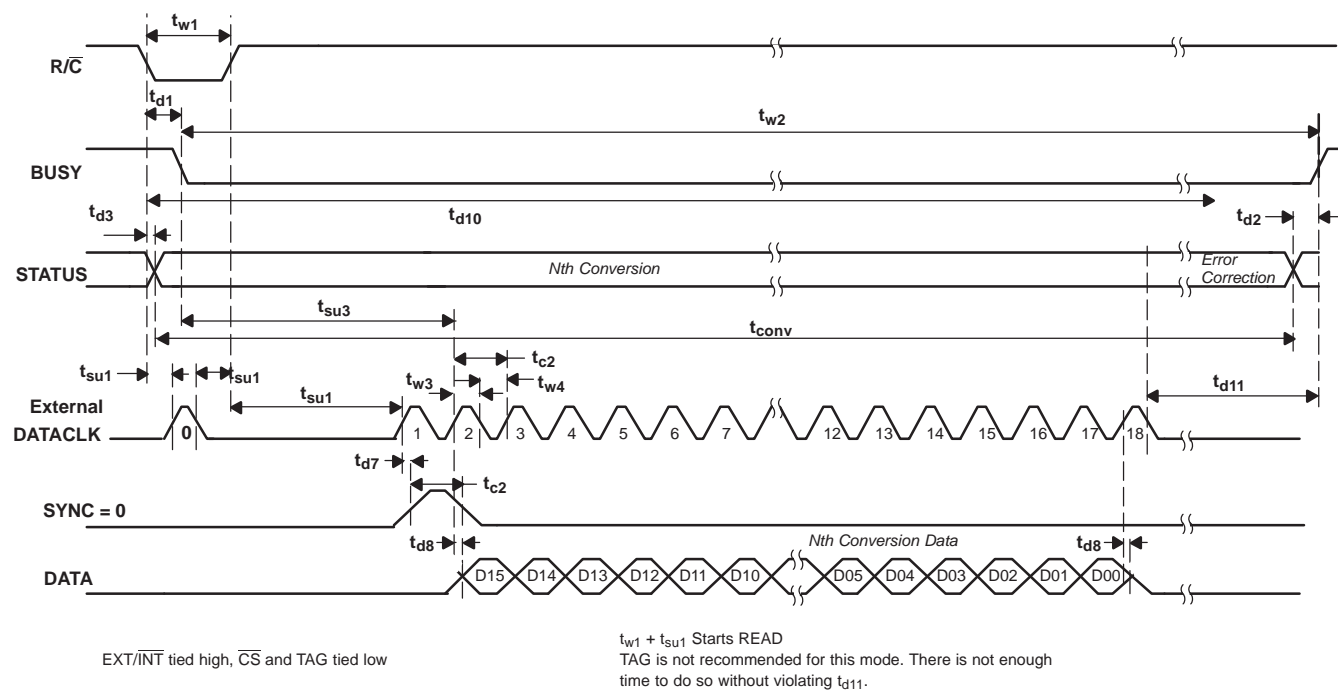 tw1
R/C̅
td1
tw2
BUSY
td3
td10
td2
STATUS
Nth Conversion
Error
Correction
tsu3
tconv
tc2
tsu1
tsu1
tw3
tw4
tsu1
td11
External
DATACLK
0 1 2 3 4 5 6 7 12 13 14 15 16 17 18
td7
tc2
SYNC = 0
td8
Nth Conversion Data
td8
DATA
D15 D14 D13 D12 D11 D10 D05 D04 D03 D02 D01 D00
EXT/I̅N̅T̅ tied high, C̅S̅ and TAG tied low
tw1 + tsu1 Starts READ
TAG is not recommended for this mode. There is not enough
time to do so without violating td11.